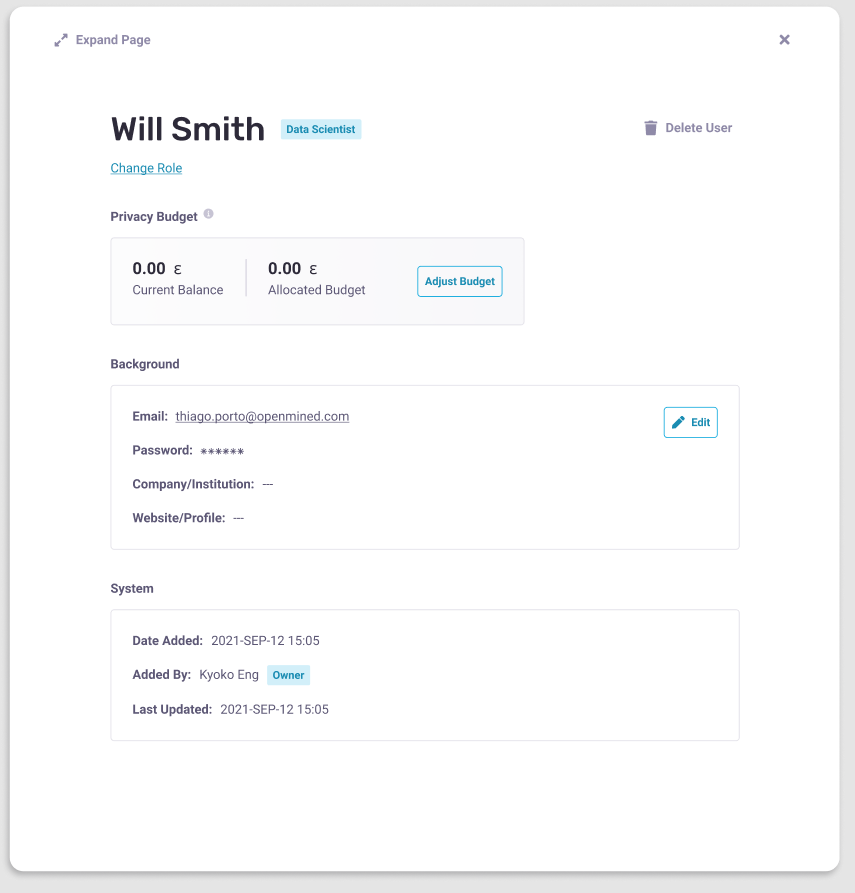 Expand Page
Will Smith Data Scientist
Delete User
Change Role
Privacy Budget
0.00 ε 0.00 ε
Current Balance Allocated Budget
Adjust Budget
Background
Email: thiago.porto@openmined.com
Edit
Password: ******
Company/Institution: ---
Website/Profile: ---
System
Date Added: 2021-SEP-12 15:05
Added By: Kyoko Eng Owner
Last Updated: 2021-SEP-12 15:05